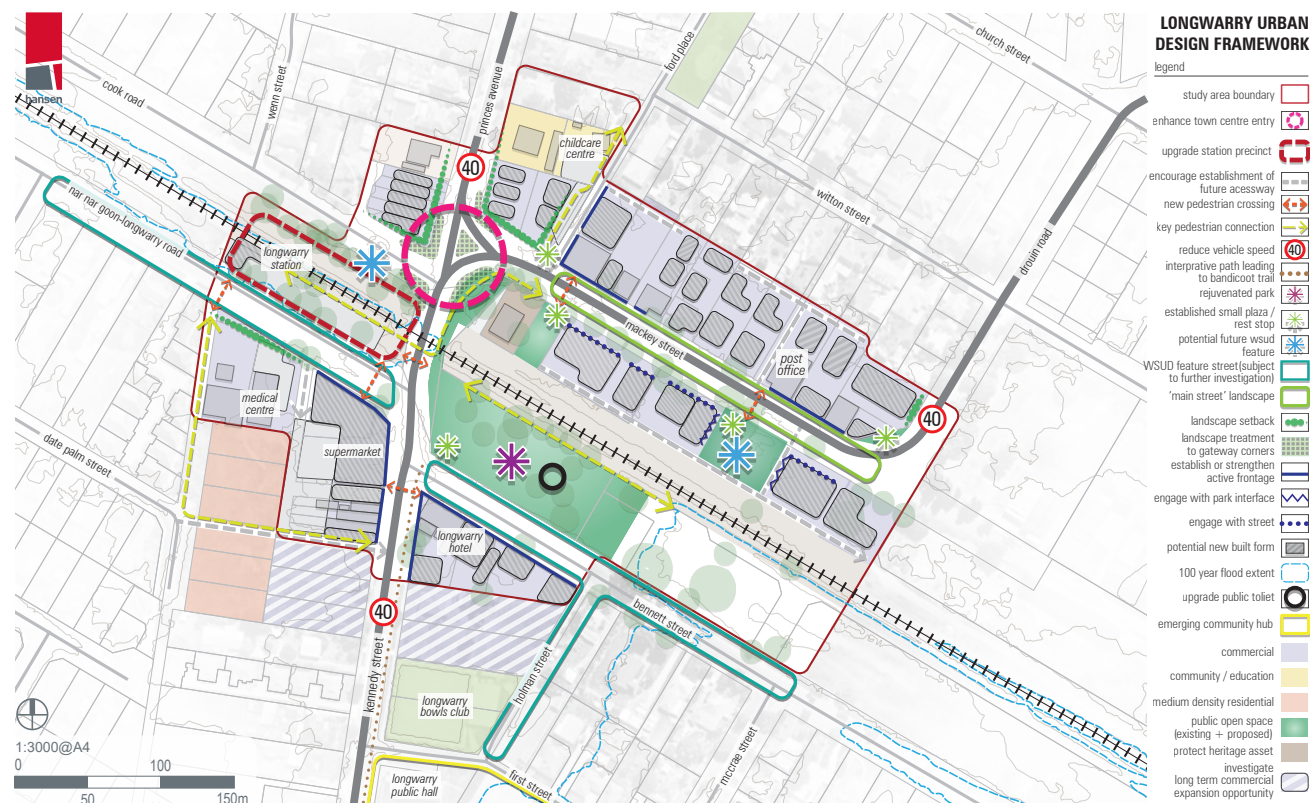 LONGWARRY URBAN
DESIGN FRAMEWORK
legend
study area boundary
enhance town centre entry
upgrade station precinct
encourage establishment of
future acessway
new pedestrian crossing
key pedestrian connection
reduce vehicle speed
40
interprative path leading
to bandicoot trail
rejuvenated park
established small plaza /
rest stop
potential future wsud
feature
WSUD feature street(subject
to further investigation)
'main street' landscape
landscape setback
landscape treatment
to gateway corners
establish or strengthen
active frontage
engage with park interface
engage with street
potential new built form
100 year flood extent
upgrade public toliet
emerging community hub
commercial
community / education
medium density residential
public open space
(existing + proposed)
protect heritage asset
investigate
long term commercial
expansion opportunity
hansen
cook road
wenn street
princes avenue
ford place
church street
40
childcare
centre
witton street
drouin road
nar nar goon-longwarry road
longwarry
station
mackey street
post
office
40
medical
centre
supermarket
date palm street
longwarry
hotel
40
kennedy street
bennett street
holman street
longwarry
bowls club
mccrae street
first street
longwarry
public hall
1:3000@A4
0
100
50
150m